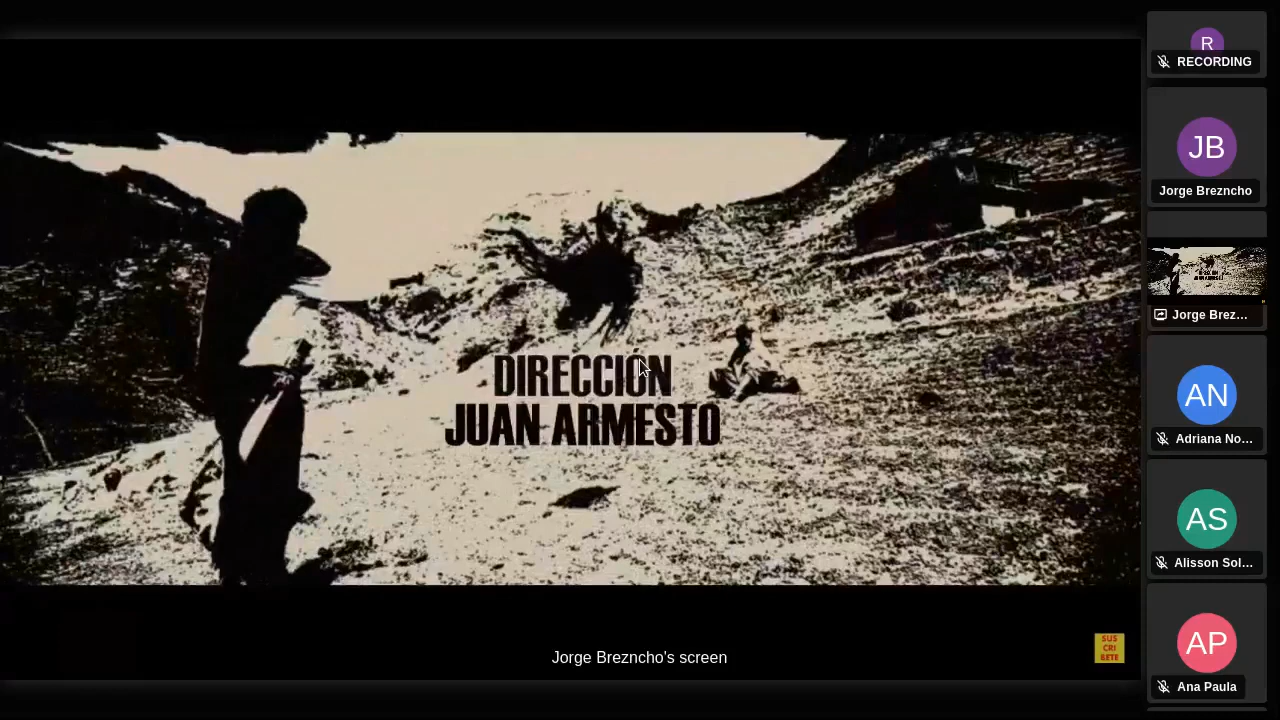 DIRECCIÓN
JUAN ARMESTO
SUS
CRI
BETE
Jorge Brezncho's screen
R
RECORDING
JB
Jorge Brezncho
Jorge Brez...
AN
Adriana No...
AS
Alisson Sol...
AP
Ana Paula